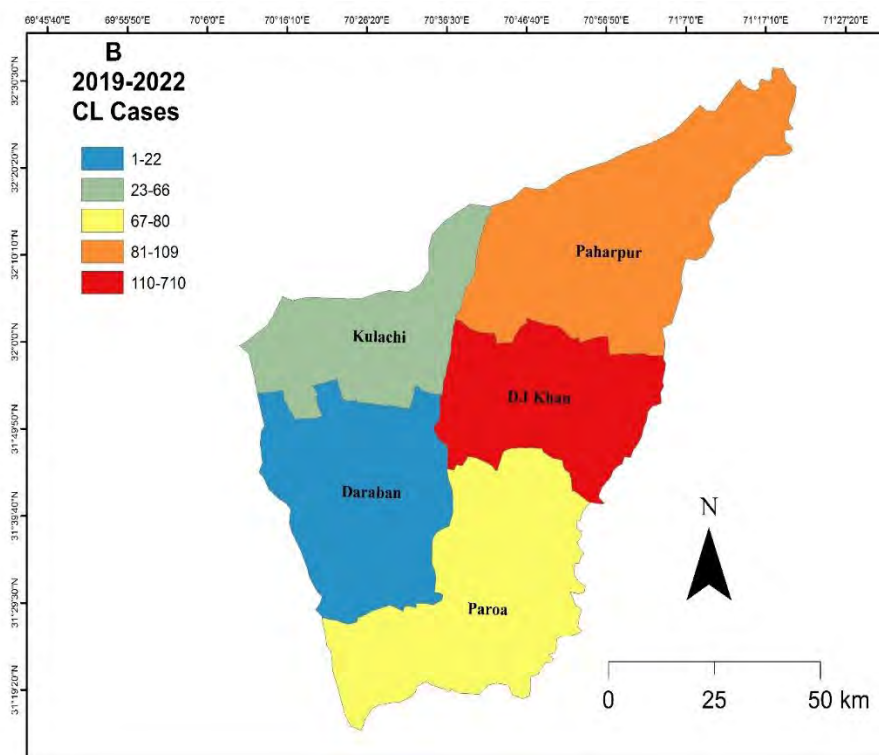 69°45'40"E 69°55'50"E 70°6'0"E 70°16'10"E 70°26'20"E 70°36'30"E 70°46'40"E 70°56'50"E 71°7'0"E 71°17'10"E 71°27'20"E
B
2019-2022
CL Cases
1-22
23-66
67-80
81-109
110-710
32°30'30"N
32°20'20"N
32°10'10"N
32°0'0"N
31°49'50"N
31°39'40"N
31°29'30"N
31°19'20"N
Paharpur
Kulachi
D.I Khan
Daraban
Paroa
N
0 25 50 km